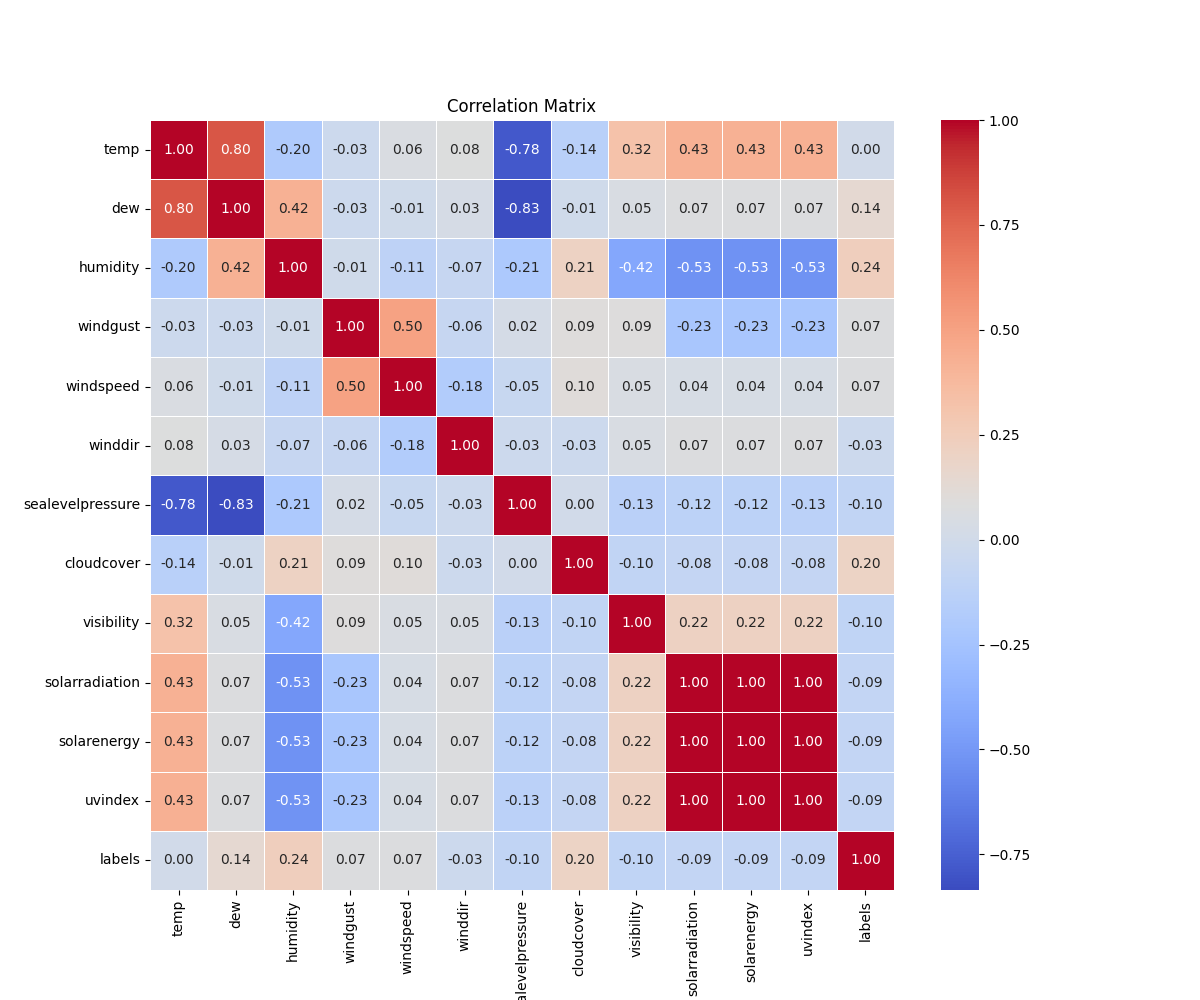 Correlation Matrix
temp 1.00 0.80 -0.20 -0.03 0.06 0.08 -0.78 -0.14 0.32 0.43 0.43 0.43 0.00
dew 0.80 1.00 0.42 -0.03 -0.01 0.03 -0.83 -0.01 0.05 0.07 0.07 0.07 0.14
humidity -0.20 0.42 1.00 -0.01 -0.11 -0.07 -0.21 0.21 -0.42 -0.53 -0.53 -0.53 0.24
windgust -0.03 -0.03 -0.01 1.00 0.50 -0.06 0.02 0.09 0.09 -0.23 -0.23 -0.23 0.07
windspeed 0.06 -0.01 -0.11 0.50 1.00 -0.18 -0.05 0.10 0.05 0.04 0.04 0.04 0.07
winddir 0.08 0.03 -0.07 -0.06 -0.18 1.00 -0.03 -0.03 0.05 0.07 0.07 0.07 -0.03
sealevelpressure -0.78 -0.83 -0.21 0.02 -0.05 -0.03 1.00 0.00 -0.13 -0.12 -0.12 -0.13 -0.10
cloudcover -0.14 -0.01 0.21 0.09 0.10 -0.03 0.00 1.00 -0.10 -0.08 -0.08 -0.08 0.20
visibility 0.32 0.05 -0.42 0.09 0.05 0.05 -0.13 -0.10 1.00 0.22 0.22 0.22 -0.10
solarradiation 0.43 0.07 -0.53 -0.23 0.04 0.07 -0.12 -0.08 0.22 1.00 1.00 1.00 -0.09
solarenergy 0.43 0.07 -0.53 -0.23 0.04 0.07 -0.12 -0.08 0.22 1.00 1.00 1.00 -0.09
uvindex 0.43 0.07 -0.53 -0.23 0.04 0.07 -0.13 -0.08 0.22 1.00 1.00 1.00 -0.09
labels 0.00 0.14 0.24 0.07 0.07 -0.03 -0.10 0.20 -0.10 -0.09 -0.09 -0.09 1.00
temp
dew
humidity
windgust
windspeed
winddir
alevelpressure
cloudcover
visibility
solarradiation
solarenergy
uvindex
labels
1.00
0.75
0.50
0.25
0.00
−0.25
−0.50
−0.75